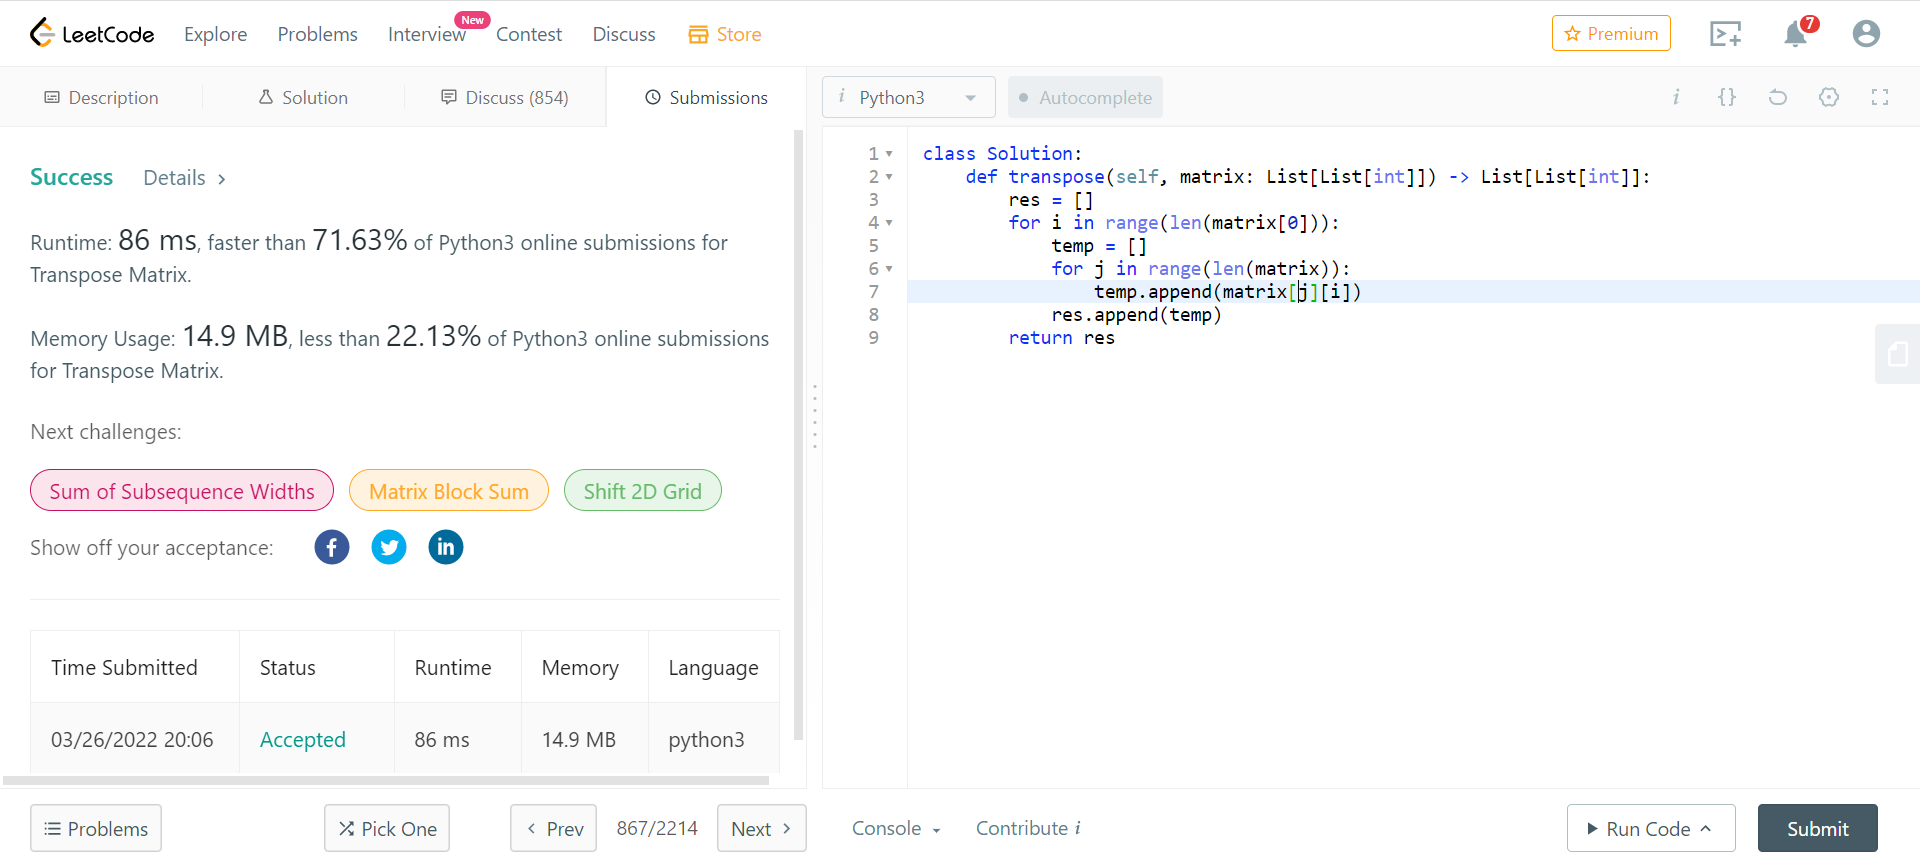 LeetCode Explore Problems Interview New Contest Discuss Store Premium 7
Description Solution Discuss (854) Submissions
i Python3 Autocomplete i {}
Success Details >
Runtime: 86 ms, faster than 71.63% of Python3 online submissions for
Transpose Matrix.
Memory Usage: 14.9 MB, less than 22.13% of Python3 online submissions
for Transpose Matrix.
Next challenges:
Sum of Subsequence Widths Matrix Block Sum Shift 2D Grid
Show off your acceptance: f in
Time Submitted Status Runtime Memory Language
03/26/2022 20:06 Accepted 86 ms 14.9 MB python3
1 class Solution:
2 def transpose(self, matrix: List[List[int]]) -> List[List[int]]:
3 res = []
4 for i in range(len(matrix[0])):
5 temp = []
6 for j in range(len(matrix)):
7 temp.append(matrix[j][i])
8 res.append(temp)
9 return res
Problems Pick One < Prev 867/2214 Next > Console Contribute i Run Code Submit